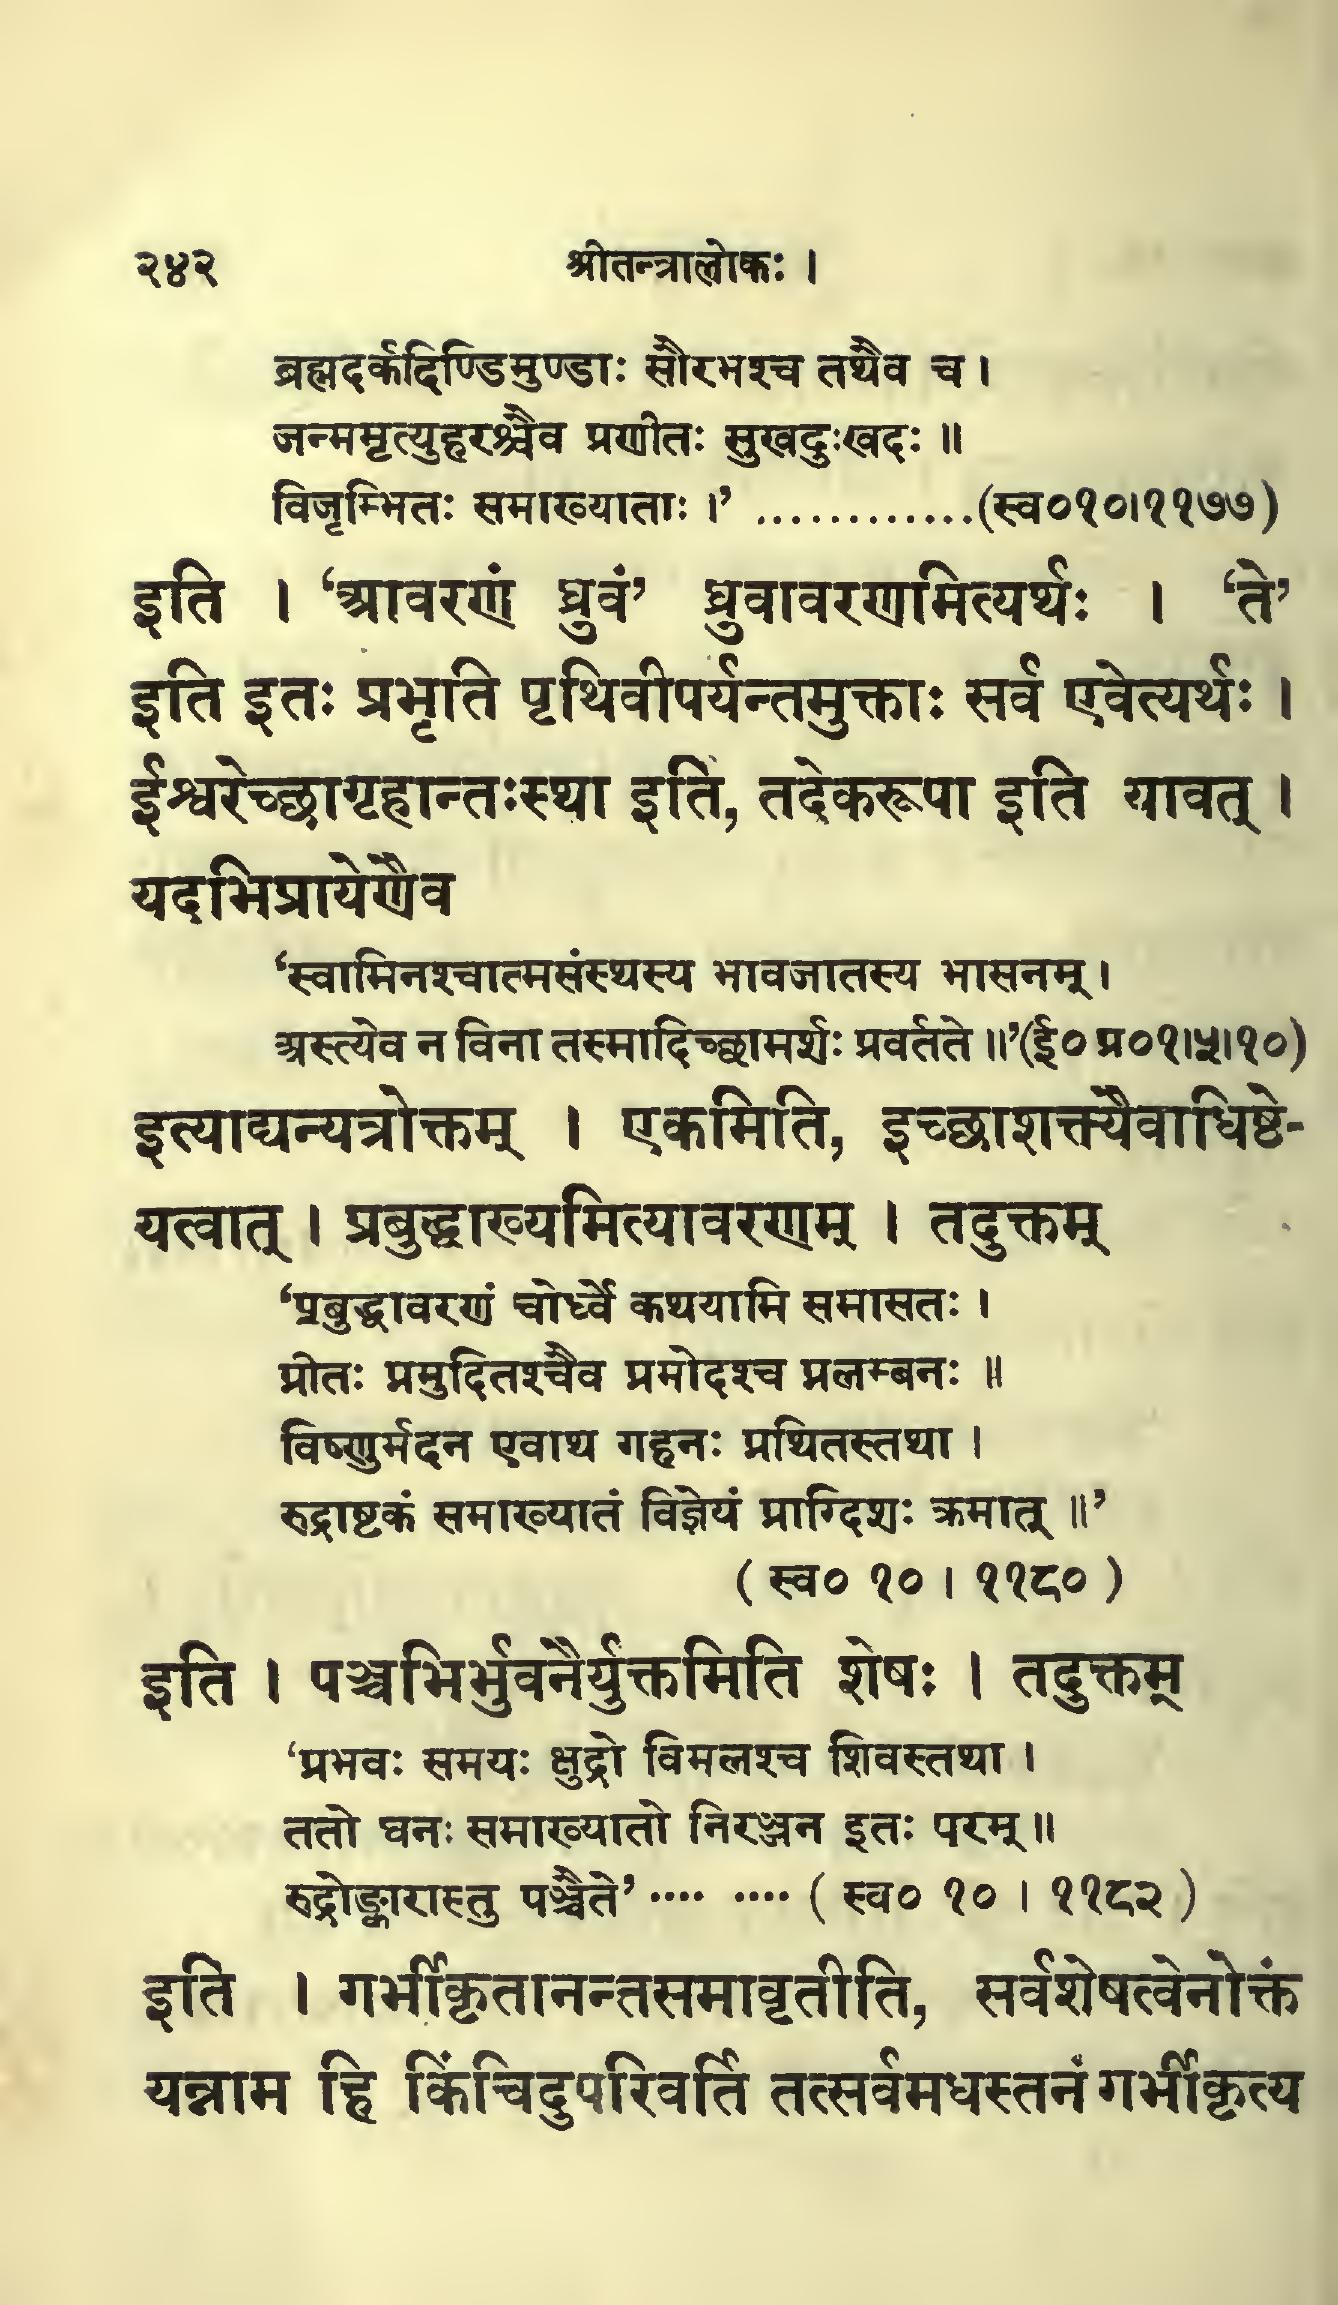 २४२ श्रीतन्त्रालोकः ।
ब्रह्मदर्कदिण्डिमुण्डाः सौरभश्च तथैव च ।
जन्ममृत्युहरश्चैव प्रणीतः सुखदुःखदः ॥
विजृम्भितः समाख्याताः ।’ .............(स्व०१०।११७७)
इति । ‘आवरणं ध्रुवं’ ध्रुवावरणमित्यर्थः । ‘ते’
इति इतः प्रभृति पृथिवीपर्यन्तमुक्ताः सर्व एवेत्यर्थः ।
ईश्वरेच्छागृहान्तःस्था इति, तदेकरूपा इति यावत् ।
यदभिप्रायेणैव
‘स्वामिनश्चात्मसंस्थस्य भावजातस्य भासनम् ।
अस्त्येव न विना तस्मादिच्छामर्शः प्रवर्तते ॥’(ई० प्र०१।५।१०)
इत्याद्यन्यत्रोक्तम् । एकमिति, इच्छाशक्त्यैवाधिष्ठे-
यत्वात् । प्रबुद्धाख्यमित्यावरणम् । तदुक्तम्
‘प्रबुद्धावरणं चोर्ध्वे कथयामि समासतः ।
प्रीतः प्रमुदितश्चैव प्रमोदश्च प्रलम्बनः ॥
विष्णुर्मदन एवाथ गहनः प्रथितस्तथा ।
रुद्राष्टकं समाख्यातं विज्ञेयं प्राग्दिशः क्रमात् ॥’
( स्व० १० । ११८० )
इति । पञ्चभिर्भुवनैर्युक्तमिति शेषः । तदुक्तम्
‘प्रभवः समयः क्षुद्रो विमलश्च शिवस्तथा ।
ततो घनः समाख्यातो निरञ्जन इतः परम् ॥
रुद्रोङ्कारास्तु पञ्चैते’ .... .... ( स्व० १० । ११८२ )
इति । गर्भीकृतानन्तसमावृतीति, सर्वशेषत्वेनोक्तं
यन्नाम हि किंचिदुपरिवर्ति तत्सर्वमधस्तनं गर्भीकृत्य